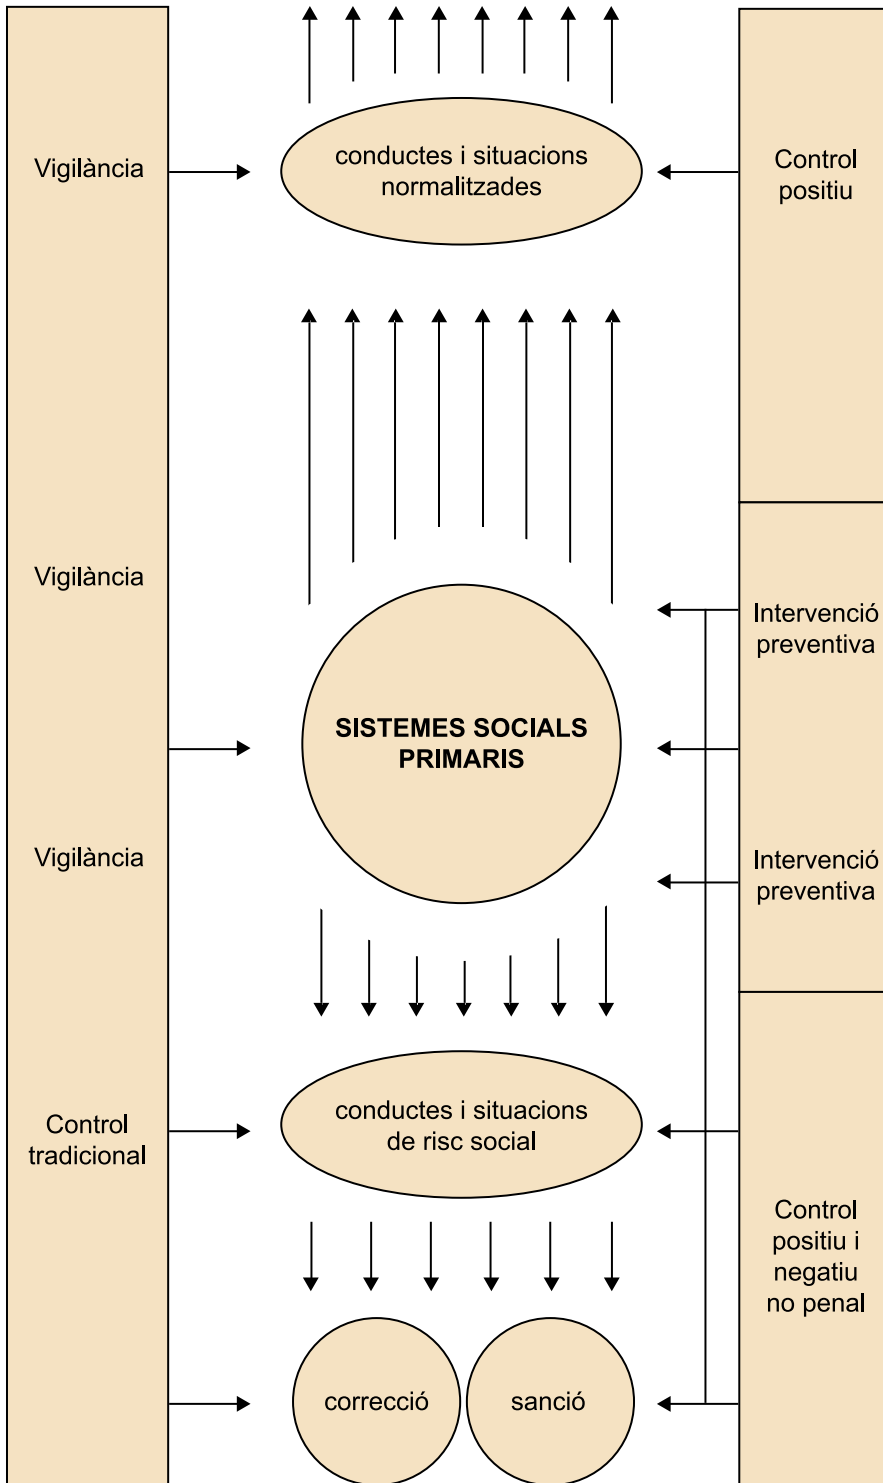 Vigilància
conductes i situacions
normalitzades
Control
positiu
Vigilància
Intervenció
preventiva
SISTEMES SOCIALS
PRIMARIS
Vigilància
Intervenció
preventiva
Control
tradicional
conductes i situacions
de risc social
Control
positiu i
negatiu
no penal
correcció
sanció